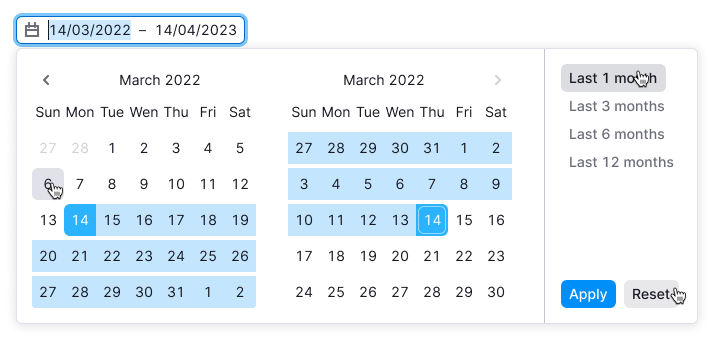 14/03/2022 – 14/04/2023
March 2022
Sun Mon Tue Wen Thu Fri Sat
27 28 1 2 3 4 5
6 7 8 9 10 11 12
13 14 15 16 17 18 19
20 21 22 23 24 25 26
27 28 29 30 31 1 2
March 2022
Sun Mon Tue Wen Thu Fri Sat
27 28 29 30 31 1 2
3 4 5 6 7 8 9
10 11 12 13 14 15 16
17 18 19 20 21 22 23
24 25 26 27 28 29 30
Last 1 month
Last 3 months
Last 6 months
Last 12 months
Apply
Reset